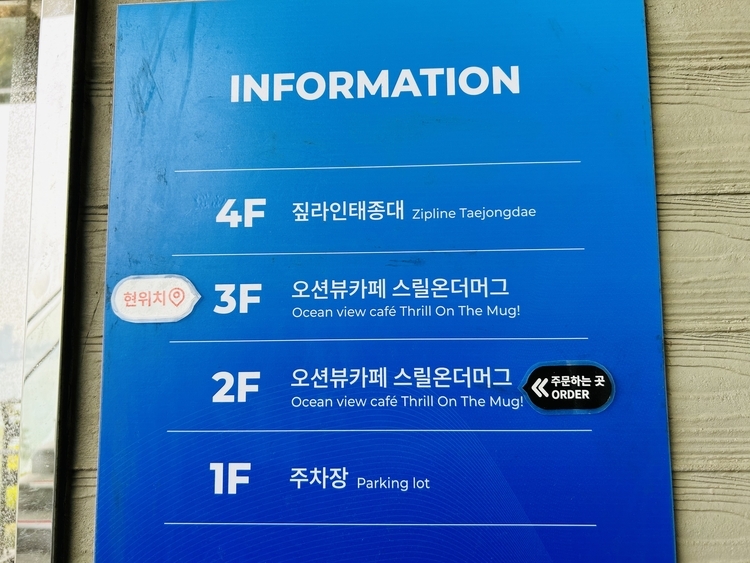 INFORMATION
4F 짚라인태종대 Zipline Taejongdae
현위치 3F 오션뷰카페 스릴온더머그
Ocean view café Thrill On The Mug!
2F 오션뷰카페 스릴온더머그
Ocean view café Thrill On The Mug!
주문하는 곳
ORDER
1F 주차장 Parking lot